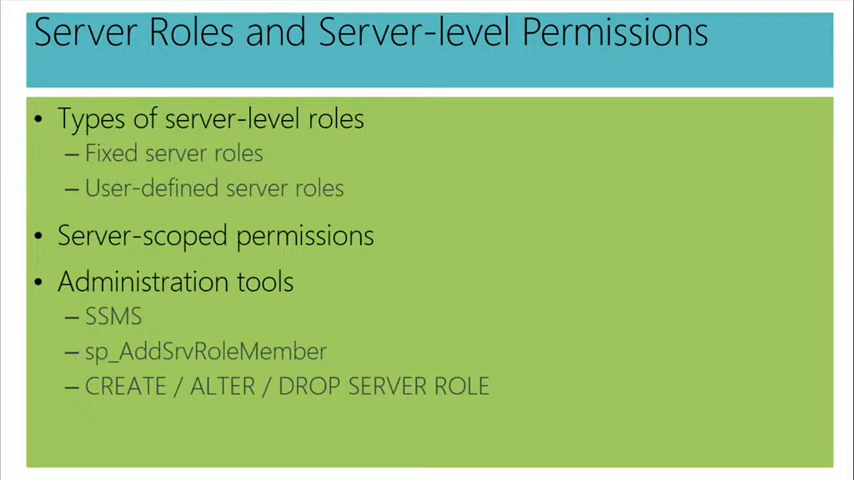 Server Roles and Server-level Permissions
• Types of server-level roles
– Fixed server roles
– User-defined server roles
• Server-scoped permissions
• Administration tools
– SSMS
– sp_AddSrvRoleMember
– CREATE / ALTER / DROP SERVER ROLE